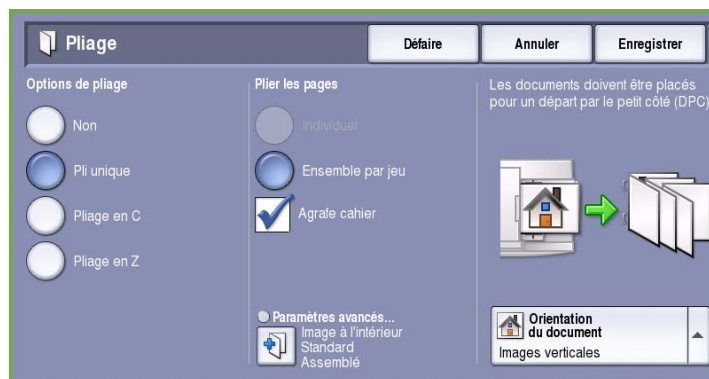 Pliage
Défaire
Annuler
Enregistrer
Options de pliage
Non
Pli unique
Pliage en C
Pliage en Z
Plier les pages
Individuel
Ensemble par jeu
Agrafe cahier
Paramètres avancés...
Image à l'intérieur
Standard
Assemblé
Les documents doivent être placés
pour un départ par le petit côté (DPC)
Orientation
du document
Images verticales